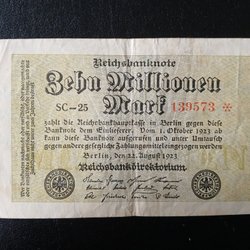 Reichsbanknote
Zehn Millionen
SC-25 Mark 139573 *
zahlt die Reichsbankhauptkasse in Berlin gegen diese
Banknote dem Einlieferer. Vom 1. Oktober 1923 ab kann
diese Banknote aufgerufen und unter Umtausch
gegen andere gesetzliche Zahlungsmittel eingezogen werden
Berlin, den 22. August 1923
Reichsbankdirektorium